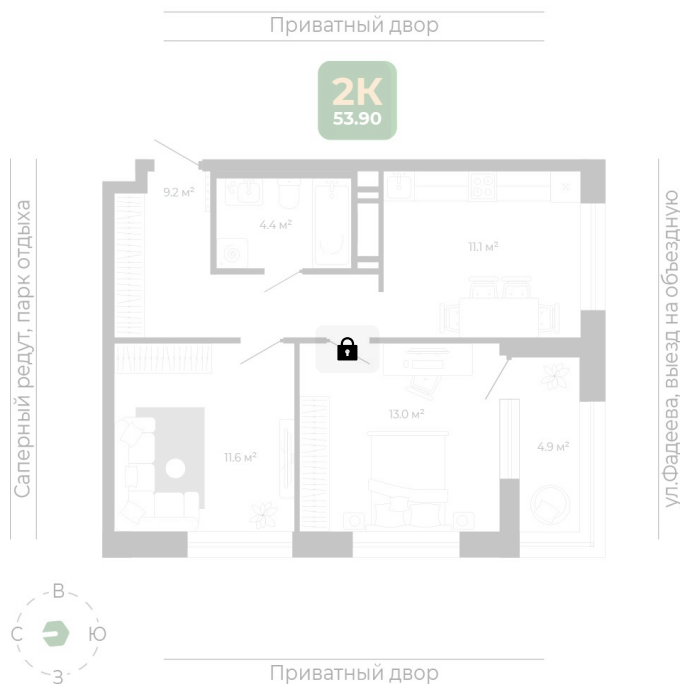 Приватный двор
2К
53.90
Саперный редут, парк отдыха
ул.Фадеева, выезд на объездную
9.2 м²
4.4 м²
11.1 м²
13.0 м²
11.6 м²
4.9 м²
В
С
Ю
З
Приватный двор